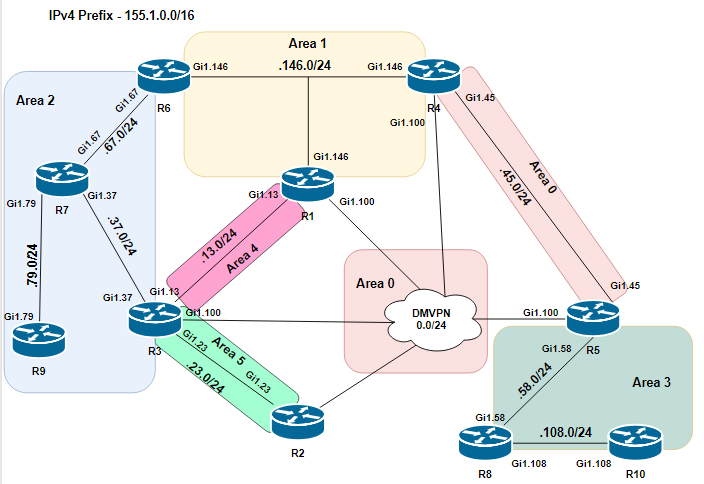 IPv4 Prefix - 155.1.0.0/16
Area 1
Gi1.146
.146.0/24
Gi1.146
R6
R4
Area 2
Gi1.67
Gi1.45
Gi1.100
Gi1.67
.67.0/24
Gi1.146
Area 0
.45.0/24
Gi1.79
R7
Gi1.37
Gi1.13
R1
Gi1.100
.37.0/24
.13.0/24
Area 4
.79.0/24
Area 0
Gi1.45
Gi1.37
Gi1.13
Gi1.100
DMVPN
0.0/24
Gi1.100
Gi1.79
R3
Gi1.23
Area 5
R5
Gi1.58
R9
.23.0/24
Gi1.23
.58.0/24
Area 3
R2
Gi1.58
.108.0/24
R8
Gi1.108
Gi1.108
R10